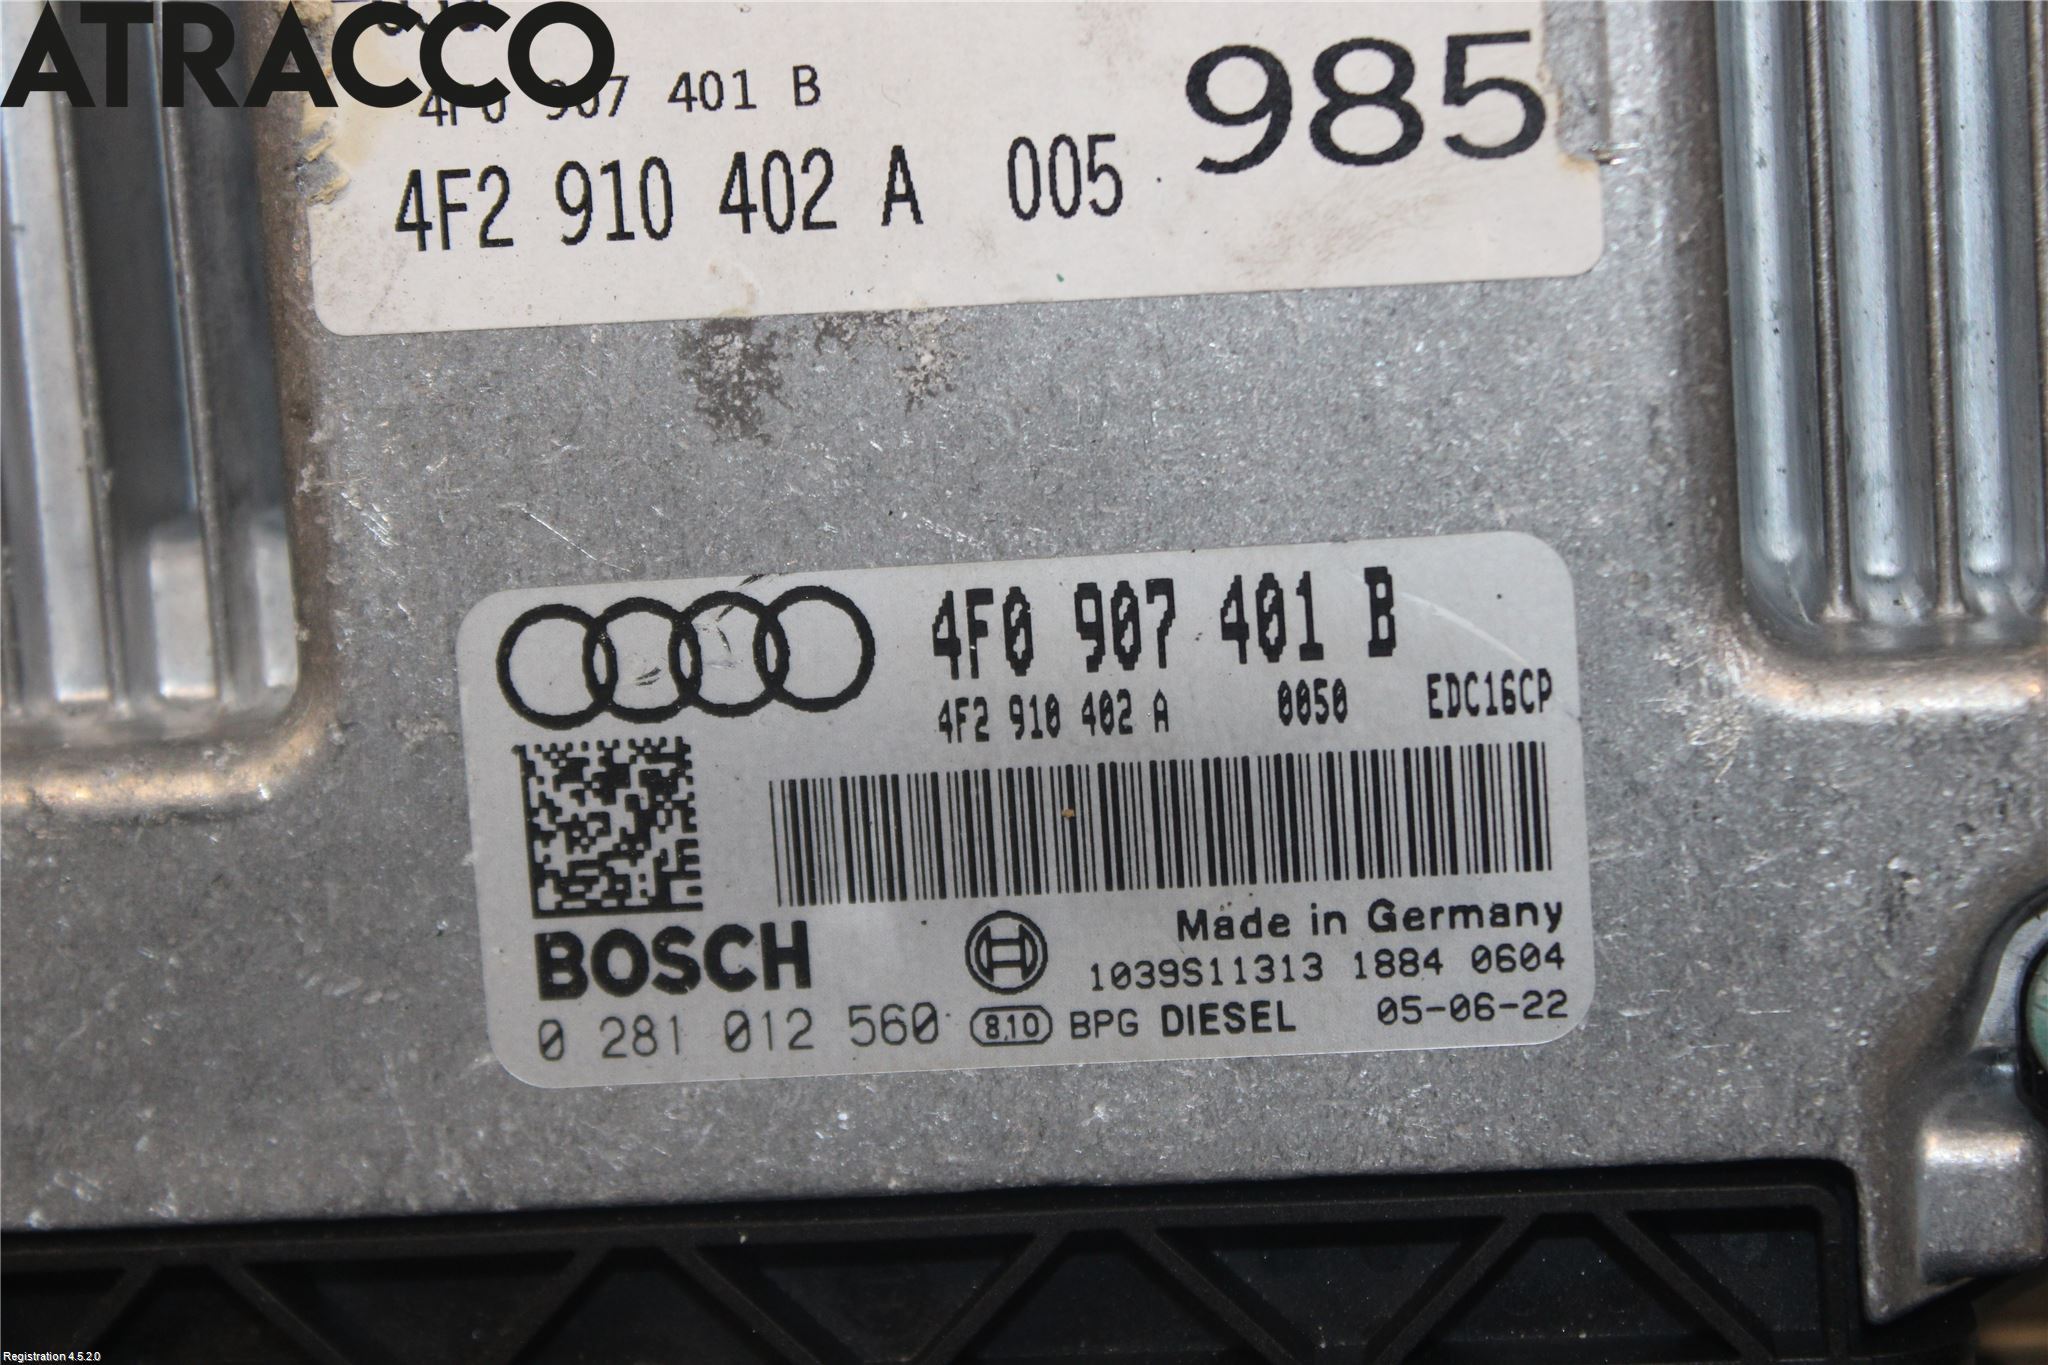 ATRACCO
4F0 907 401 B
985
4F2 910 402 A 005
4F0 907 401 B
4F2 910 402 A 0050 EDC16CP
Made in Germany
BOSCH
1039S11313 1884 0604
0 281 012 560 8,10 BPG DIESEL 05-06-22
Registration 4.5.2.0